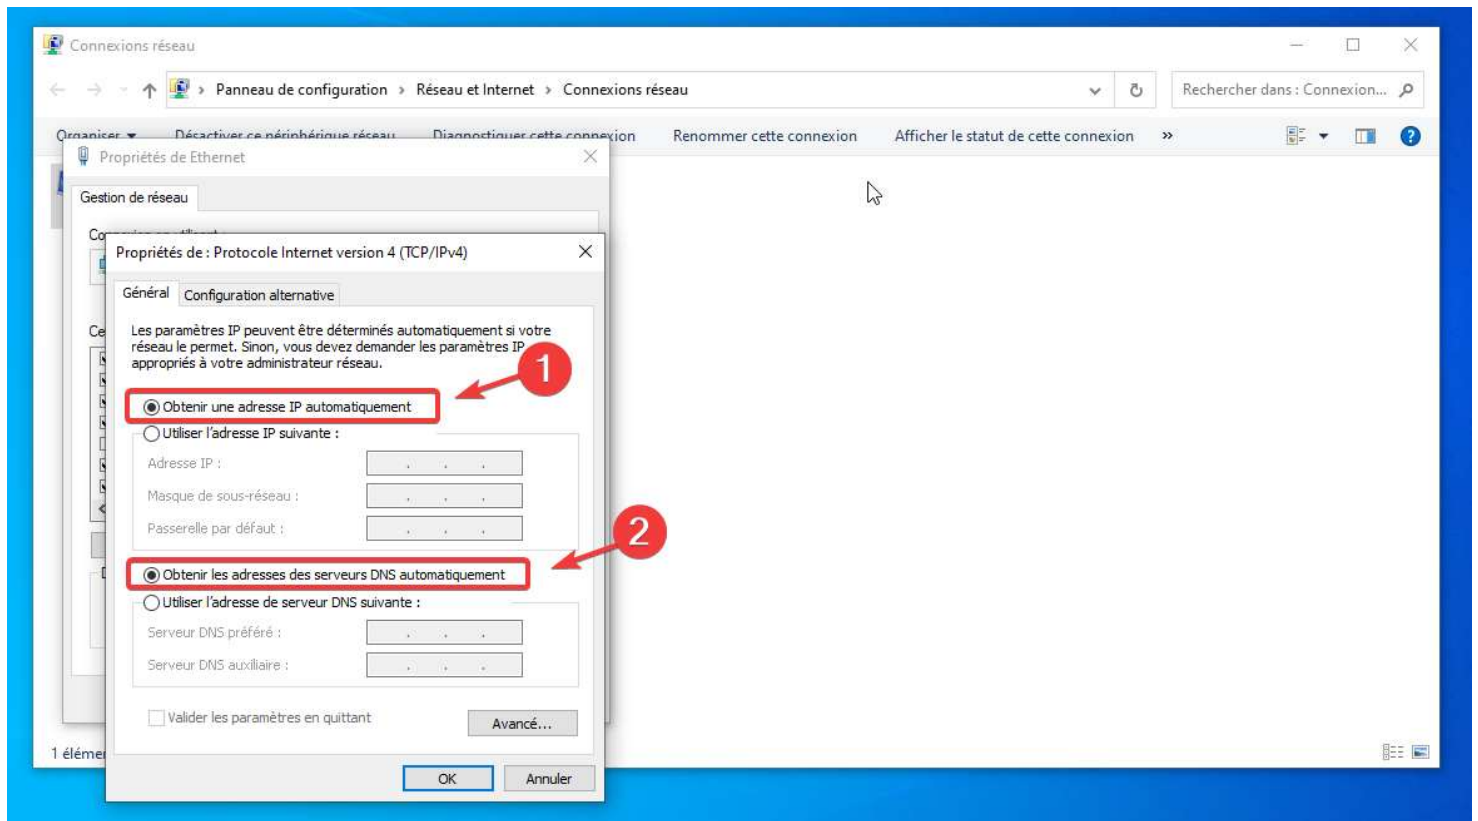 Connexions réseau
Panneau de configuration > Réseau et Internet > Connexions réseau
Rechercher dans : Connexion...
Organiser Désactiver ce périphérique réseau Diagnostiquer cette connexion Renommer cette connexion Afficher le statut de cette connexion »
Propriétés de Ethernet
Gestion de réseau
Propriétés de : Protocole Internet version 4 (TCP/IPv4)
Général Configuration alternative
Les paramètres IP peuvent être déterminés automatiquement si votre
réseau le permet. Sinon, vous devez demander les paramètres IP
appropriés à votre administrateur réseau.
1
Obtenir une adresse IP automatiquement
Utiliser l'adresse IP suivante :
Adresse IP :
Masque de sous-réseau :
Passerelle par défaut :
2
Obtenir les adresses des serveurs DNS automatiquement
Utiliser l'adresse de serveur DNS suivante :
Serveur DNS préféré :
Serveur DNS auxiliaire :
Valider les paramètres en quittant
Avancé...
1 éléme
OK Annuler